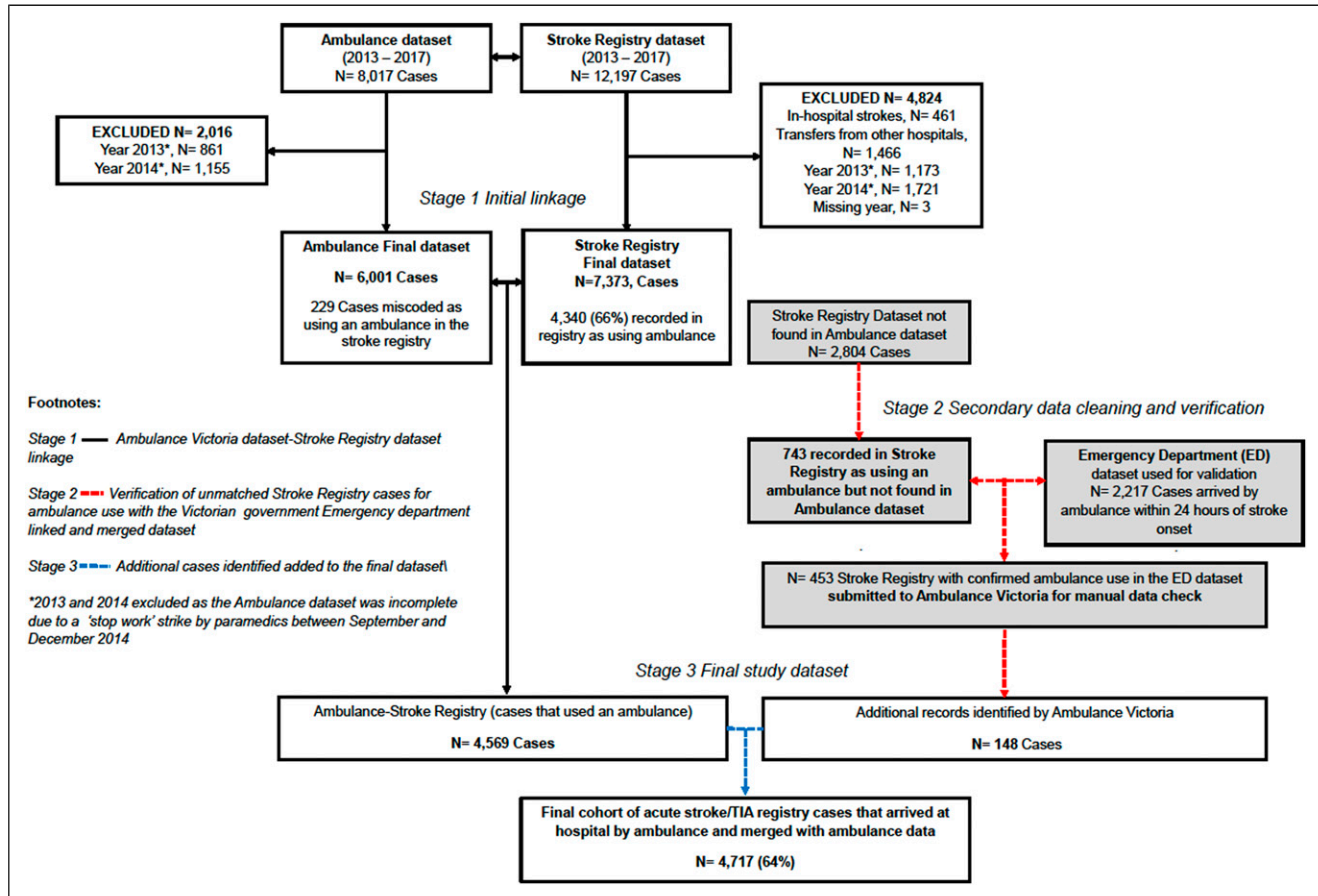 Ambulance dataset
(2013 – 2017)
N= 8,017 Cases
Stroke Registry dataset
(2013 – 2017)
N= 12,197 Cases
EXCLUDED N= 2,016
Year 2013*, N= 861
Year 2014*, N= 1,155
EXCLUDED N= 4,824
In-hospital strokes, N= 461
Transfers from other hospitals,
N= 1,466
Year 2013*, N= 1,173
Year 2014*, N= 1,721
Missing year, N= 3
Stage 1 Initial linkage
Ambulance Final dataset
N= 6,001 Cases
229 Cases miscoded as
using an ambulance in the
stroke registry
Stroke Registry
Final dataset
N=7,373, Cases
4,340 (66%) recorded in
registry as using ambulance
Stroke Registry Dataset not
found in Ambulance dataset
N= 2,804 Cases
Stage 2 Secondary data cleaning and verification
743 recorded in Stroke
Registry as using an
ambulance but not found in
Ambulance dataset
Emergency Department (ED)
dataset used for validation
N= 2,217 Cases arrived by
ambulance within 24 hours of stroke
onset
N= 453 Stroke Registry with confirmed ambulance use in the ED dataset
submitted to Ambulance Victoria for manual data check
Footnotes:
Stage 1 Ambulance Victoria dataset-Stroke Registry dataset
linkage
Stage 2 Verification of unmatched Stroke Registry cases for
ambulance use with the Victorian government Emergency department
linked and merged dataset
Stage 3 Additional cases identified added to the final dataset\
*2013 and 2014 excluded as the Ambulance dataset was incomplete
due to a 'stop work' strike by paramedics between September and
December 2014
Stage 3 Final study dataset
Ambulance-Stroke Registry (cases that used an ambulance)
N= 4,569 Cases
Additional records identified by Ambulance Victoria
N= 148 Cases
Final cohort of acute stroke/TIA registry cases that arrived at
hospital by ambulance and merged with ambulance data
N= 4,717 (64%)